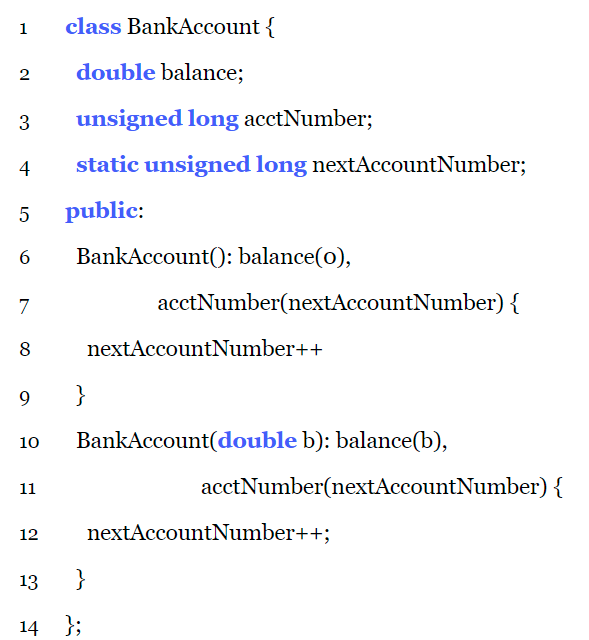 1 class BankAccount {
2 double balance;
3 unsigned long acctNumber;
4 static unsigned long nextAccountNumber;
5 public:
6 BankAccount(): balance(0),
7 acctNumber(nextAccountNumber) {
8 nextAccountNumber++
9 }
10 BankAccount(double b): balance(b),
11 acctNumber(nextAccountNumber) {
12 nextAccountNumber++;
13 }
14 };